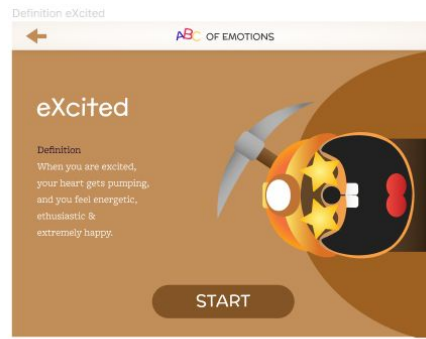 Definition eXcited
ABC OF EMOTIONS
eXcited
Definition
When you are excited,
your heart gets pumping,
and you feel energetic,
ethusiastic &
extremely happy.
START